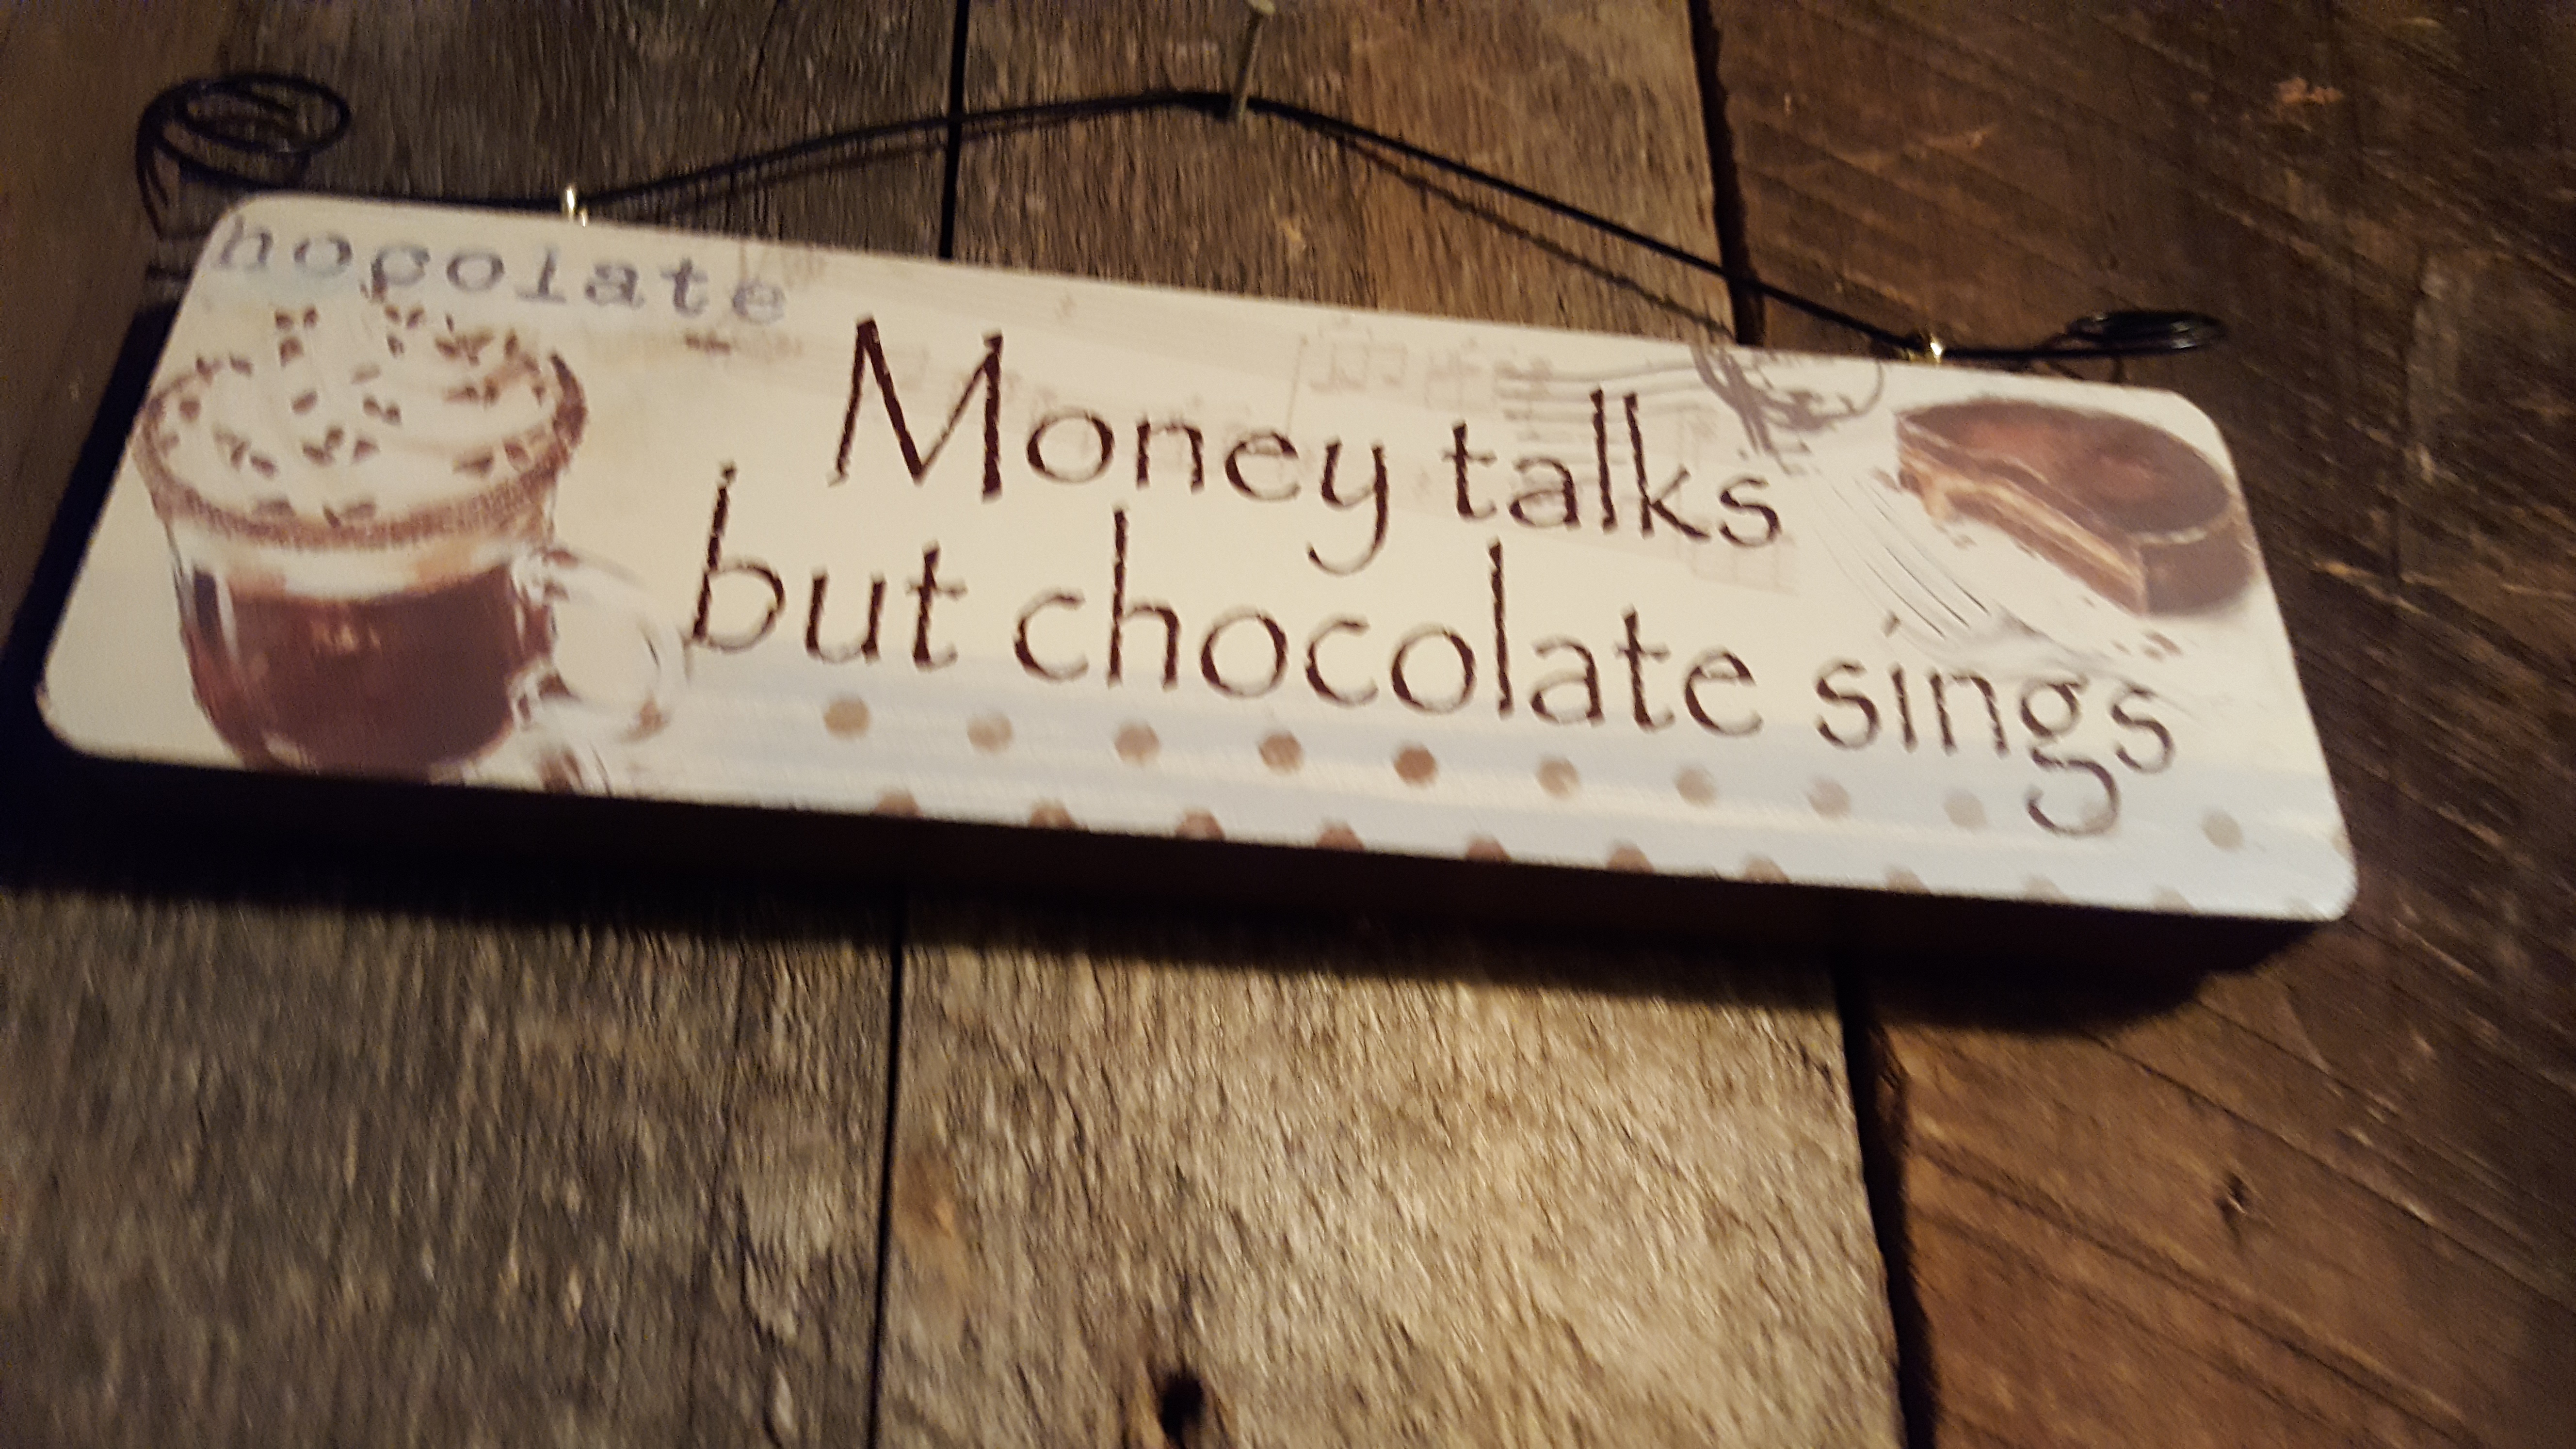 hocolate
Money talks
but chocolate sings